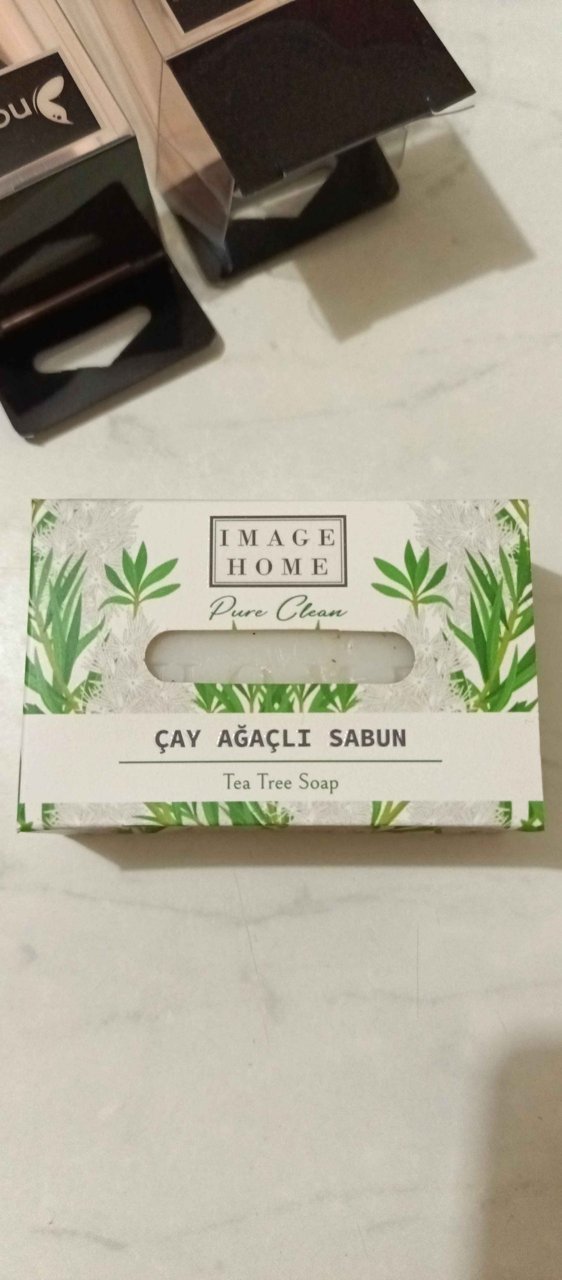 IMAGE
HOME
Pure Clean
ÇAY AĞAÇLI SABUN
Tea Tree Soap